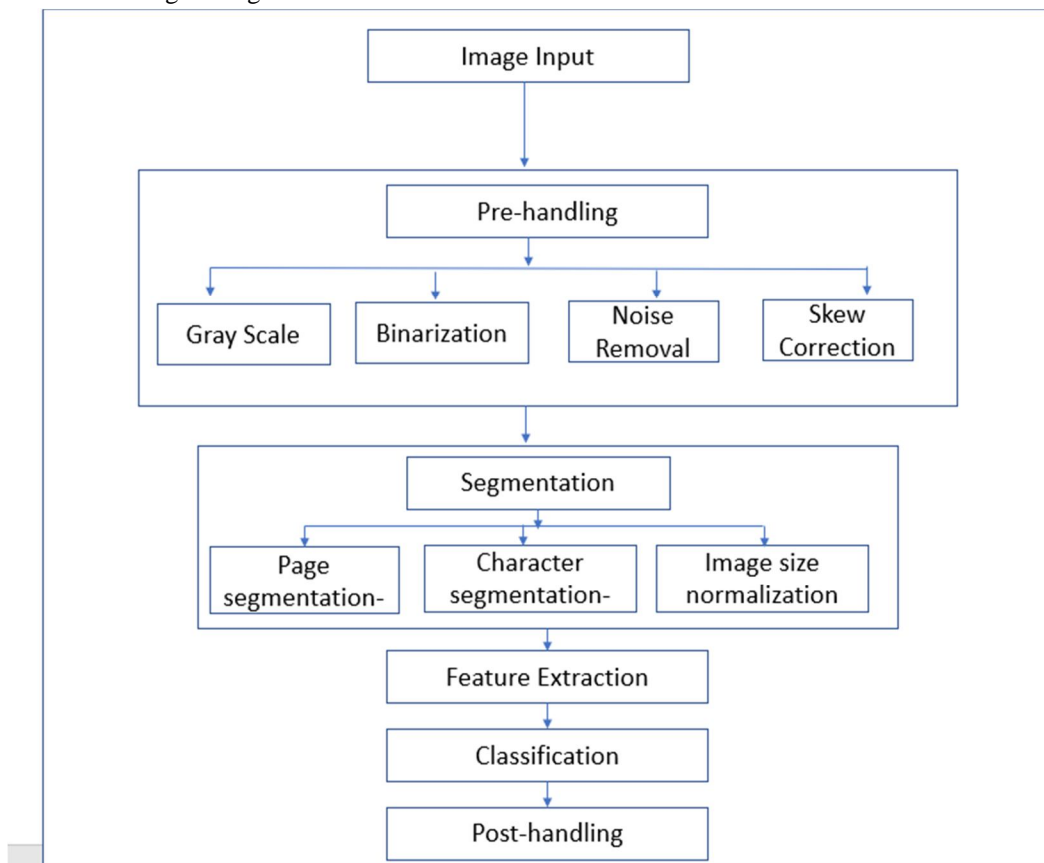 Image Input
Pre-handling
Gray Scale
Binarization
Noise
Removal
Skew
Correction
Segmentation
Page
segmentation-
Character
segmentation-
Image size
normalization
Feature Extraction
Classification
Post-handling